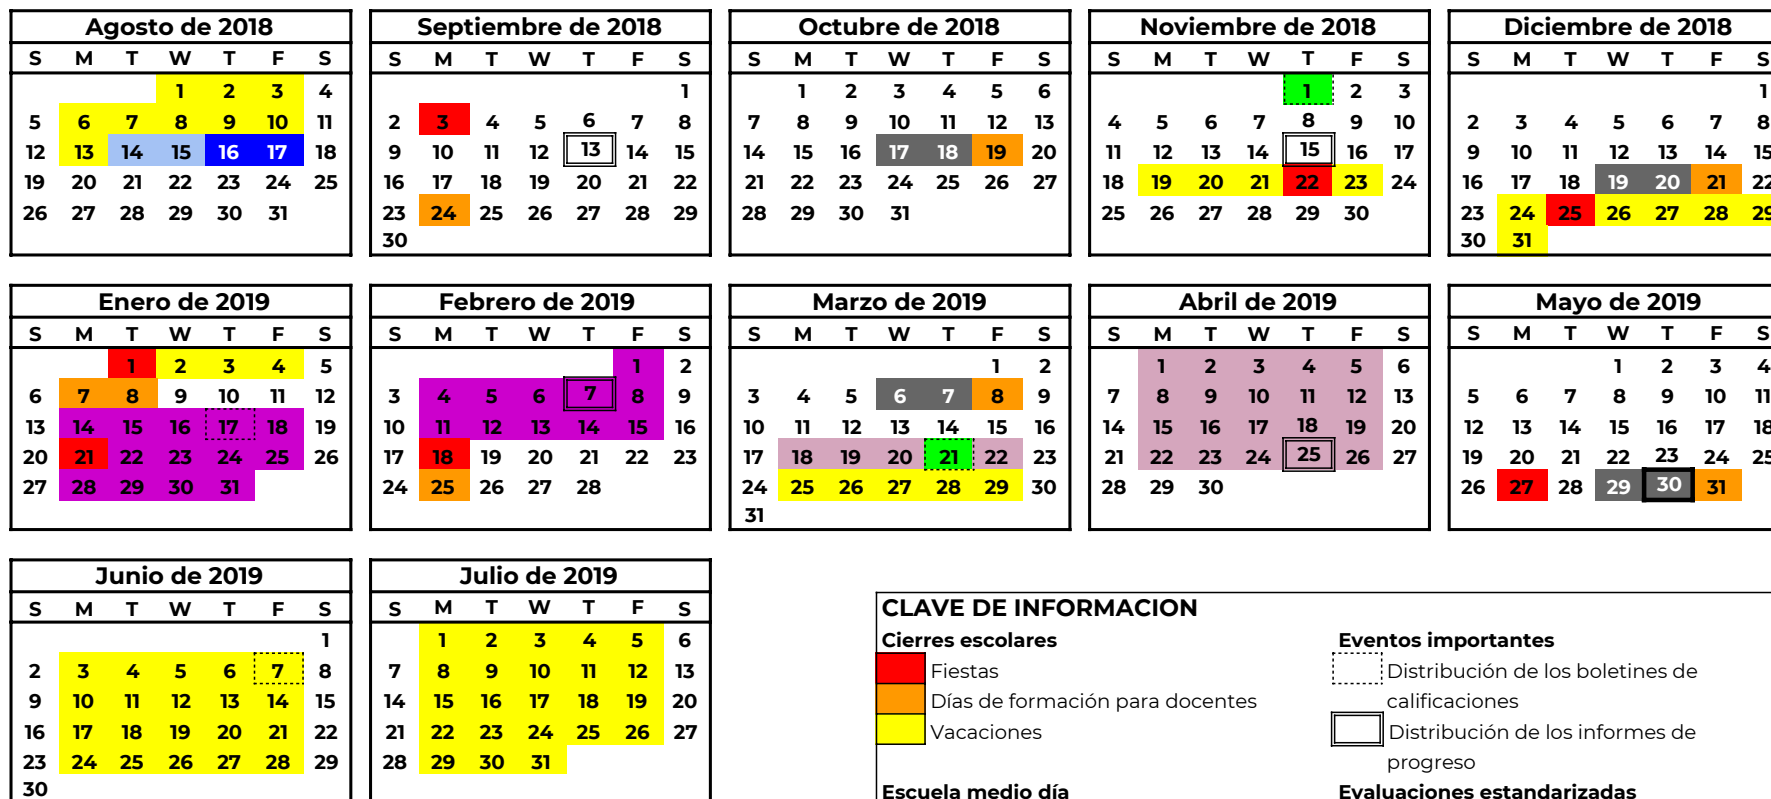 Agosto de 2018
S M T W T F S
1 2 3 4
5 6 7 8 9 10 11
12 13 14 15 16 17 18
19 20 21 22 23 24 25
26 27 28 29 30 31
Septiembre de 2018
S M T W T F S
1
2 3 4 5 6 7 8
9 10 11 12 13 14 15
16 17 18 19 20 21 22
23 24 25 26 27 28 29
30
Octubre de 2018
S M T W T F S
1 2 3 4 5 6
7 8 9 10 11 12 13
14 15 16 17 18 19 20
21 22 23 24 25 26 27
28 29 30 31
Noviembre de 2018
S M T W T F S
1 2 3
4 5 6 7 8 9 10
11 12 13 14 15 16 17
18 19 20 21 22 23 24
25 26 27 28 29 30
Diciembre de 2018
S M T W T F S
1
2 3 4 5 6 7 8
9 10 11 12 13 14 15
16 17 18 19 20 21 22
23 24 25 26 27 28 29
30 31
Enero de 2019
S M T W T F S
1 2 3 4 5
6 7 8 9 10 11 12
13 14 15 16 17 18 19
20 21 22 23 24 25 26
27 28 29 30 31
Febrero de 2019
S M T W T F S
1 2
3 4 5 6 7 8 9
10 11 12 13 14 15 16
17 18 19 20 21 22 23
24 25 26 27 28
Marzo de 2019
S M T W T F S
1 2
3 4 5 6 7 8 9
10 11 12 13 14 15 16
17 18 19 20 21 22 23
24 25 26 27 28 29 30
31
Abril de 2019
S M T W T F S
1 2 3 4 5 6
7 8 9 10 11 12 13
14 15 16 17 18 19 20
21 22 23 24 25 26 27
28 29 30
Mayo de 2019
S M T W T F S
1 2 3 4
5 6 7 8 9 10 11
12 13 14 15 16 17 18
19 20 21 22 23 24 25
26 27 28 29 30 31
Junio de 2019
S M T W T F S
1
2 3 4 5 6 7 8
9 10 11 12 13 14 15
16 17 18 19 20 21 22
23 24 25 26 27 28 29
30
Julio de 2019
S M T W T F S
1 2 3 4 5 6
7 8 9 10 11 12 13
14 15 16 17 18 19 20
21 22 23 24 25 26 27
28 29 30 31
CLAVE DE INFORMACION
Cierres escolares
Fiestas
Días de formación para docentes
Vacaciones
Escuela medio día
Eventos importantes
Distribución de los boletines de
calificaciones
Distribución de los informes de
progreso
Evaluaciones estandarizadas